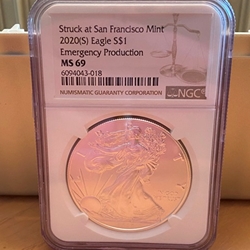 Struck at San Francisco Mint
2020(S) Eagle S$1
Emergency Production
MS 69
6094043-018
NUMISMATIC GUARANTY CORPORATION
NGC